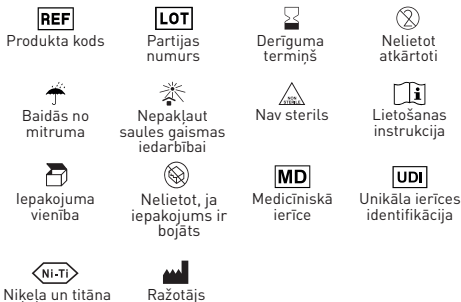 REF LOT
Produkta kods Partijas numurs Derīguma termiņš Nelietot atkārtoti
NON STERILE
Baidās no mitruma Nepakļaut saules gaismas iedarbībai Nav sterils Lietošanas instrukcija
MD UDI
Iepakojuma vienība Nelietot, ja iepakojums ir bojāts Medicīniskā ierīce Unikāla ierīces identifikācija
Ni-Ti
Niķeļa un titāna Ražotājs